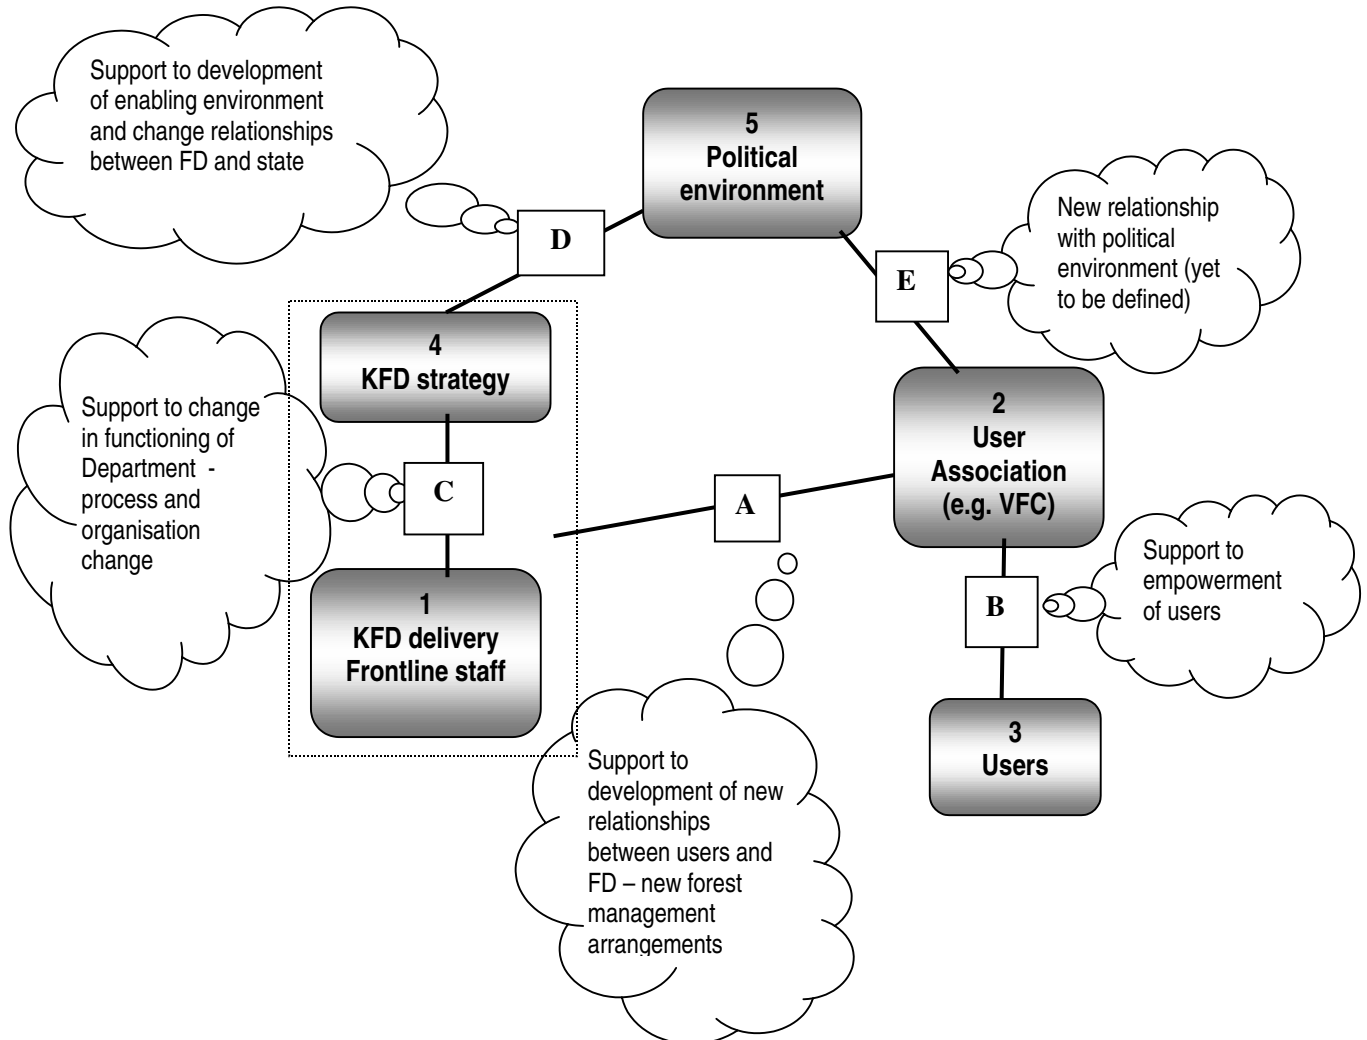 Support to development
of enabling environment
and change relationships
between FD and state
5
Political
environment
D
New relationship
with political
environment (yet
to be defined)
E
4
KFD strategy
2
User
Association
(e.g. VFC)
Support to change
in functioning of
Department -
process and
organisation
change
C
A
Support to
empowerment
of users
B
1
KFD delivery
Frontline staff
3
Users
Support to
development of new
relationships
between users and
FD – new forest
management
arrangements